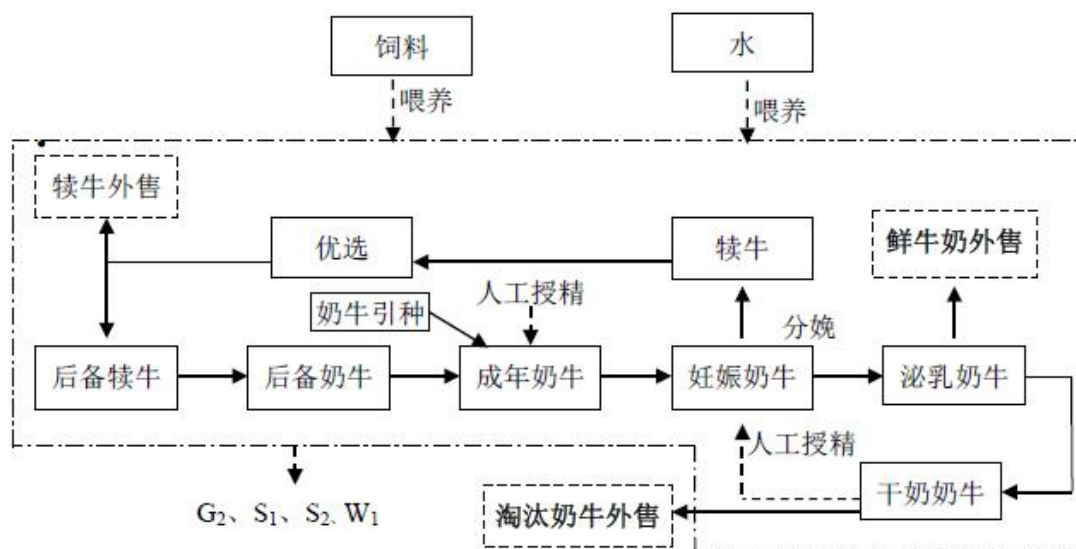 饲料
水
喂养
喂养
犊牛外售
优选
犊牛
鲜牛奶外售
人工授精
奶牛引种
分娩
后备犊牛
后备奶牛
成年奶牛
妊娠奶牛
泌乳奶牛
人工授精
干奶奶牛
G₂、S₁、S₂、W₁
淘汰奶牛外售